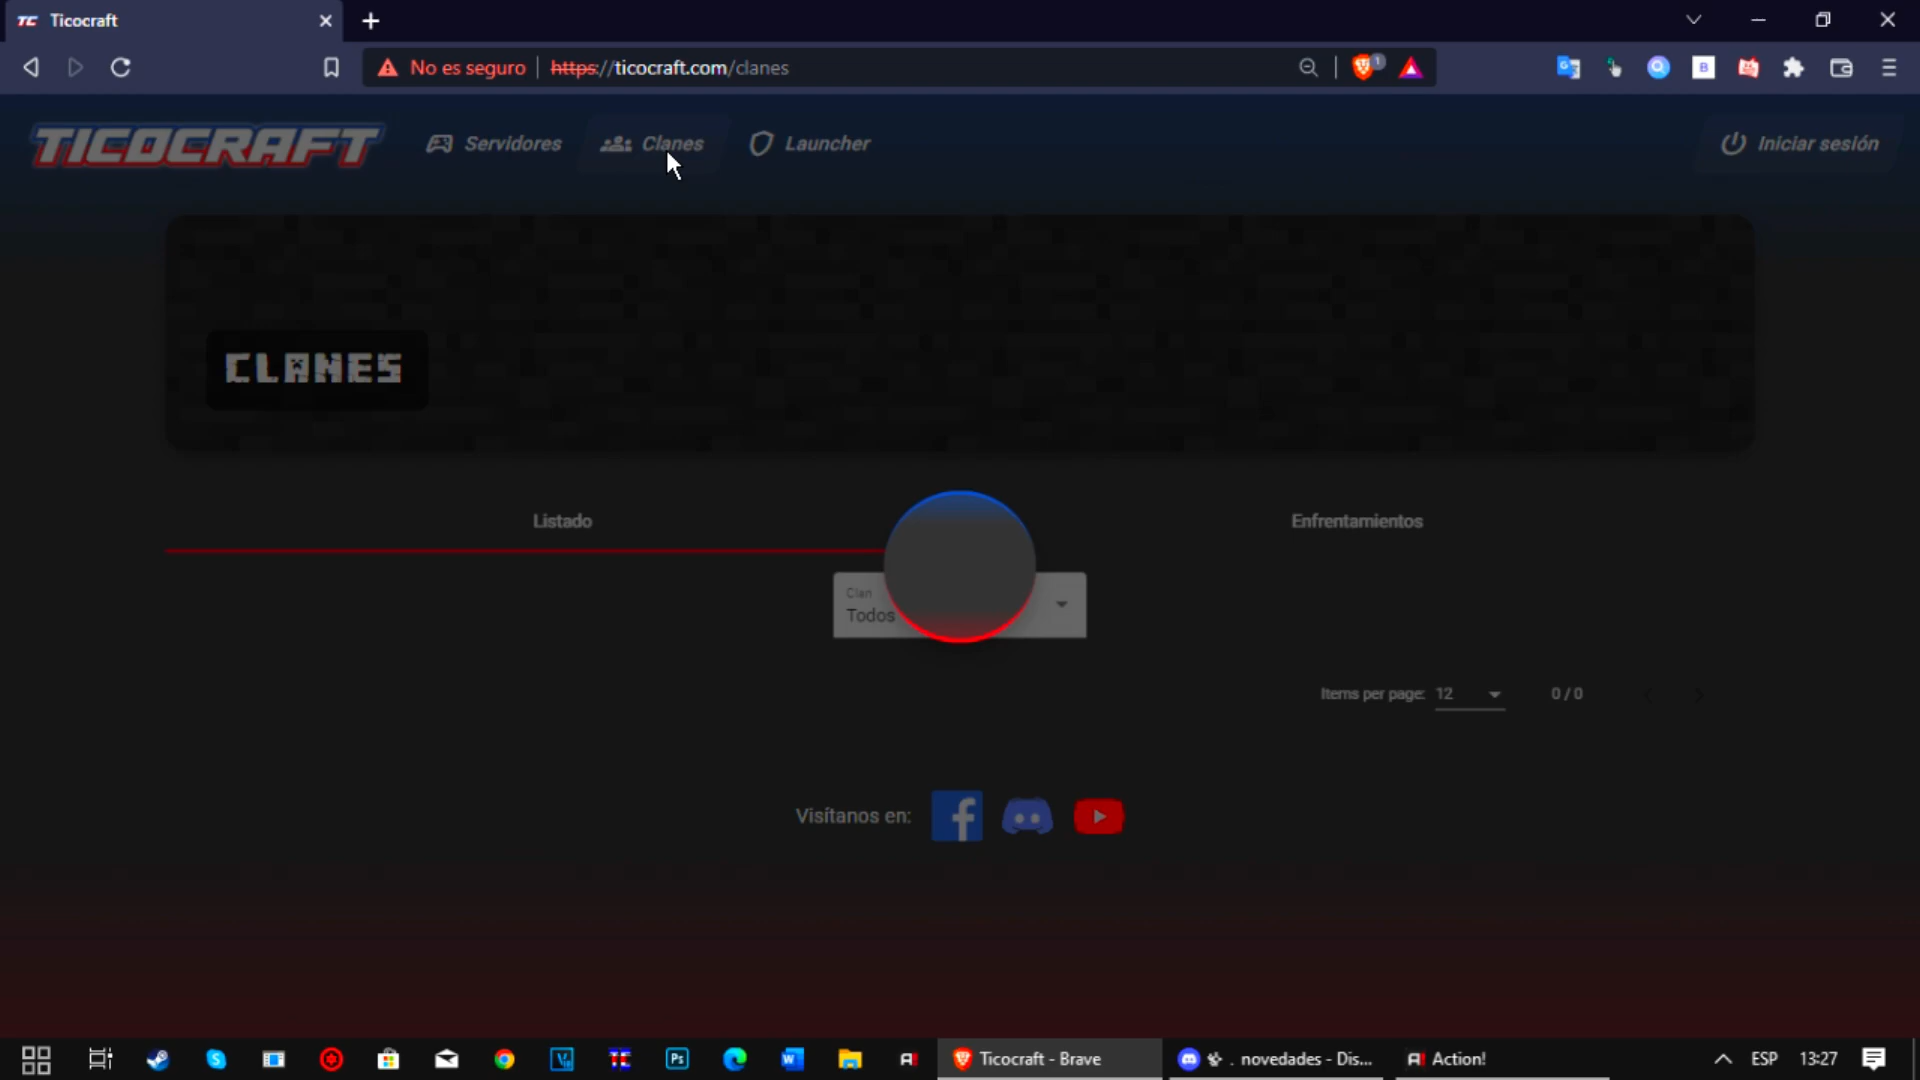 Ticocraft
No es seguro
https://ticocraft.com/clanes
1
TICOCRAFT
Servidores
Clanes
Launcher
Iniciar sesión
CLANES
Listado
Enfrentamientos
Clan
Todos
Items per page: 12
0 / 0
Visítanos en:
Ticocraft - Brave
. novedades - Dis...
Action!
ESP
13:27